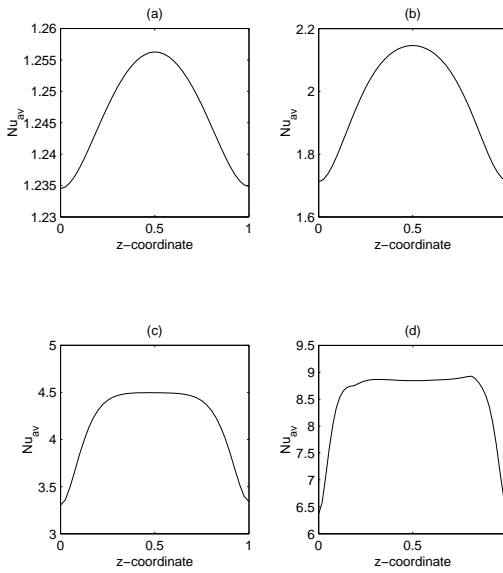 (a)
1.26
1.255
1.25
1.245
1.24
1.235
1.23
Nu_av
0 0.5 1
z-coordinate
(b)
2.2
2
1.8
1.6
Nu_av
0 0.5
z-coordinate
(c)
5
4.5
4
3.5
3
Nu_av
0 0.5 1
z-coordinate
(d)
9.5
9
8.5
8
7.5
7
6.5
6
Nu_av
0 0.5
z-coordinate